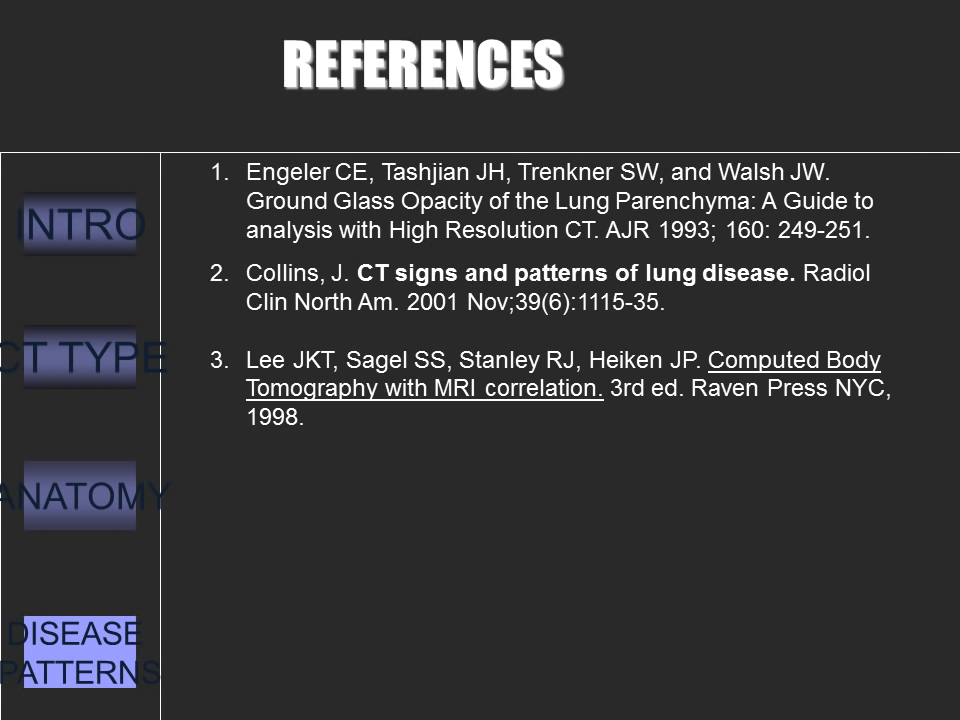 REFERENCES
INTRO
CT TYPE
ANATOMY
DISEASE
PATTERNS
1. Engeler CE, Tashjian JH, Trenkner SW, and Walsh JW.
Ground Glass Opacity of the Lung Parenchyma: A Guide to
analysis with High Resolution CT. AJR 1993; 160: 249-251.
2. Collins, J. CT signs and patterns of lung disease. Radiol
Clin North Am. 2001 Nov;39(6):1115-35.
3. Lee JKT, Sagel SS, Stanley RJ, Heiken JP. Computed Body
Tomography with MRI correlation. 3rd ed. Raven Press NYC,
1998.